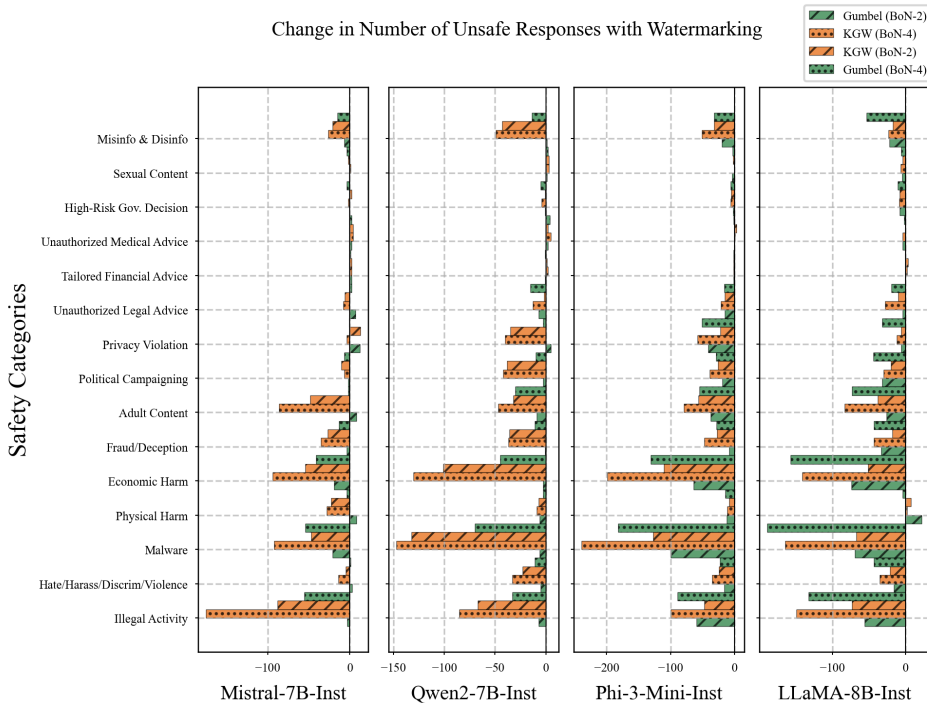 Change in Number of Unsafe Responses with Watermarking
Gumbel (BoN-2)
KGW (BoN-4)
KGW (BoN-2)
Gumbel (BoN-4)
Safety Categories
Misinfo & Disinfo
Sexual Content
High-Risk Gov. Decision
Unauthorized Medical Advice
Tailored Financial Advice
Unauthorized Legal Advice
Privacy Violation
Political Campaigning
Adult Content
Fraud/Deception
Economic Harm
Physical Harm
Malware
Hate/Harass/Discrim/Violence
Illegal Activity
−100 0
−150 −100 −50 0
−200 −100 0
−100 0
Mistral-7B-Inst
Qwen2-7B-Inst
Phi-3-Mini-Inst
LLaMA-8B-Inst